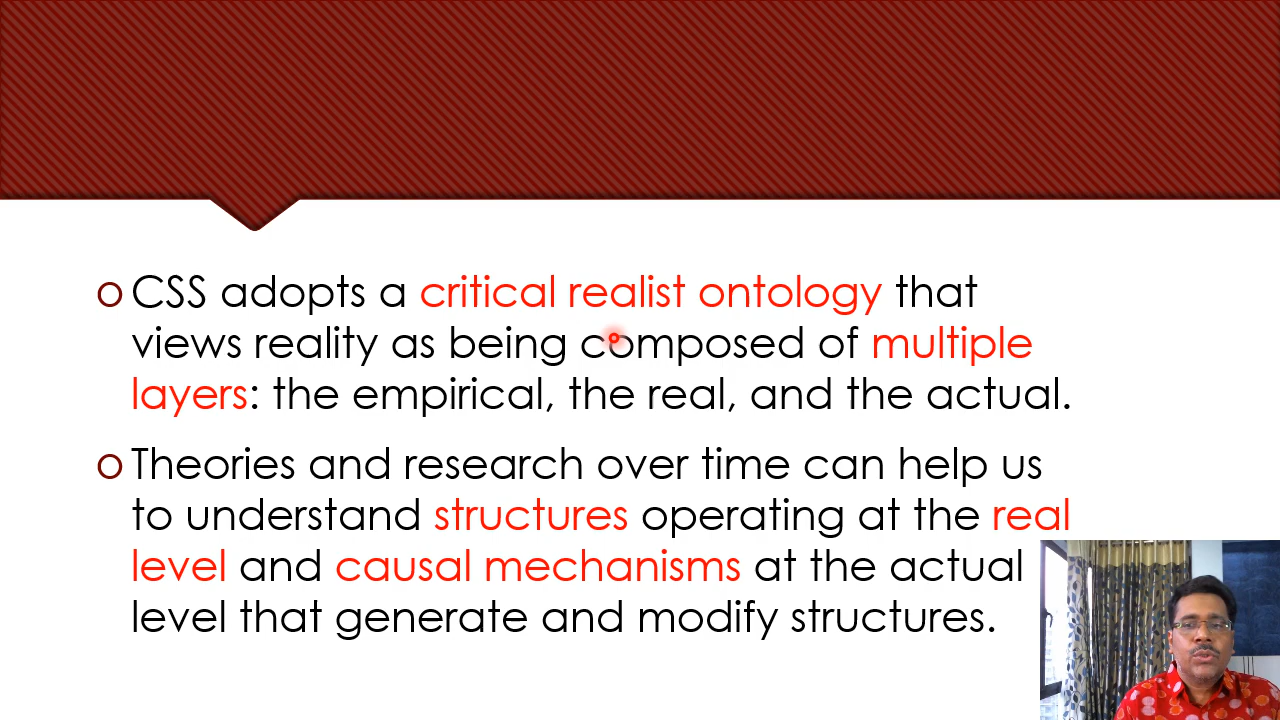 CSS adopts a critical realist ontology that
views reality as being composed of multiple
layers: the empirical, the real, and the actual.
Theories and research over time can help us
to understand structures operating at the real
level and causal mechanisms at the actual
level that generate and modify structures.